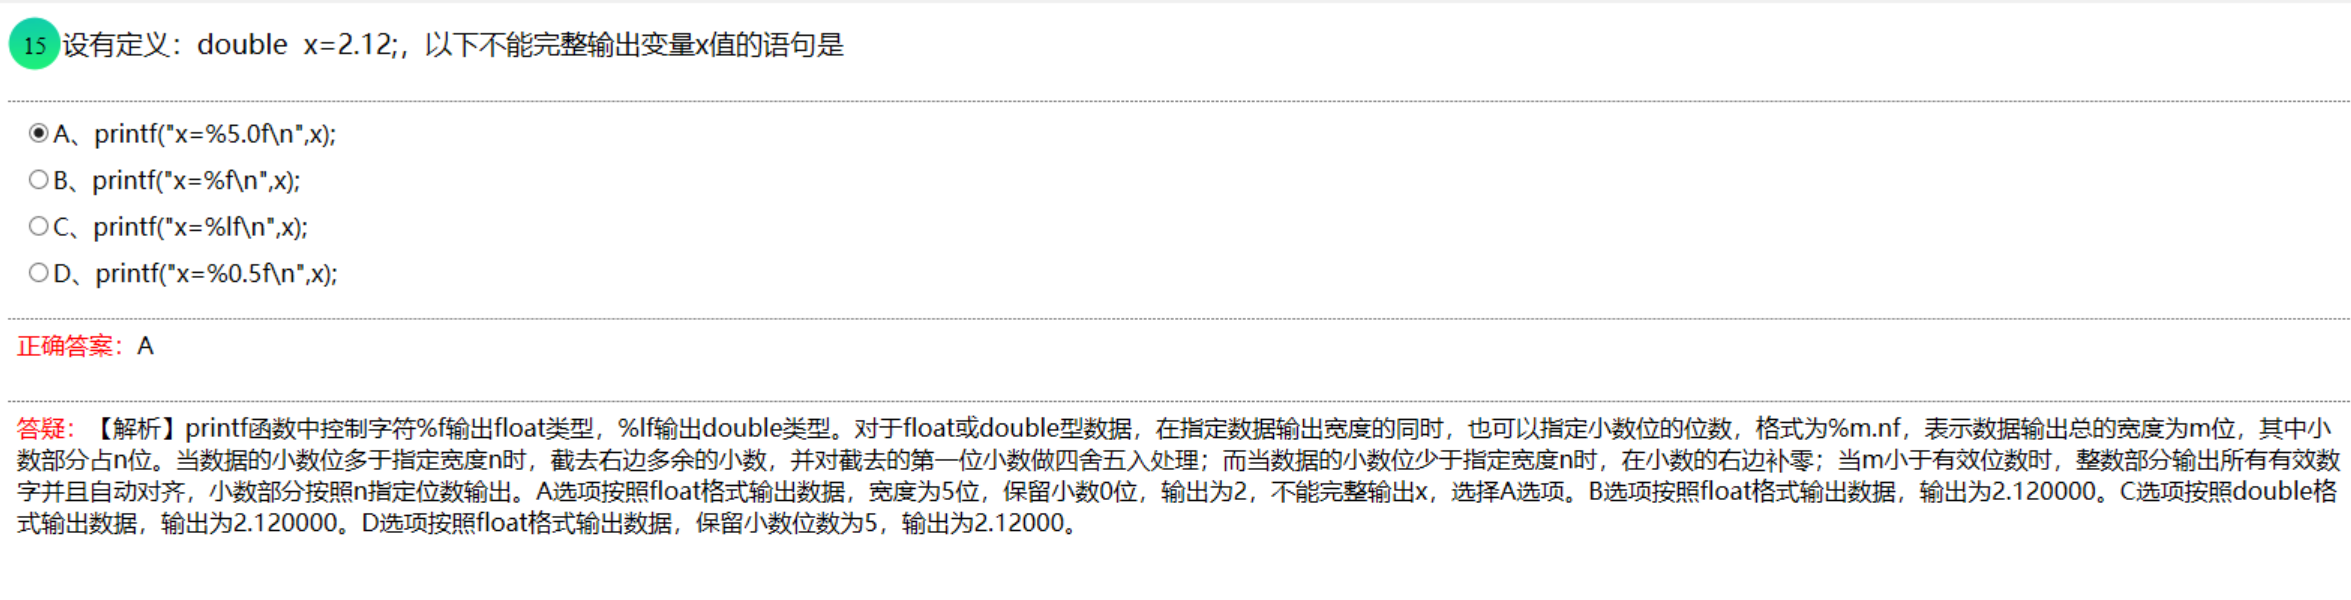 15 设有定义：double x=2.12;，以下不能完整输出变量x值的语句是
A、printf("x=%5.0f\n",x);
B、printf("x=%f\n",x);
C、printf("x=%lf\n",x);
D、printf("x=%0.5f\n",x);
正确答案：A
答疑：【解析】printf函数中控制字符%f输出float类型，%lf输出double类型。对于float或double型数据，在指定数据输出宽度的同时，也可以指定小数位的位数，格式为%m.nf，表示数据输出总的宽度为m位，其中小
数部分占n位。当数据的小数位多于指定宽度n时，截去右边多余的小数，并对截去的第一位小数做四舍五入处理；而当数据的小数位少于指定宽度n时，在小数的右边补零；当m小于有效位数时，整数部分输出所有有效数
字并且自动对齐，小数部分按照n指定位数输出。A选项按照float格式输出数据，宽度为5位，保留小数0位，输出为2，不能完整输出x，选择A选项。B选项按照float格式输出数据，输出为2.120000。C选项按照double格
式输出数据，输出为2.120000。D选项按照float格式输出数据，保留小数位数为5，输出为2.12000。